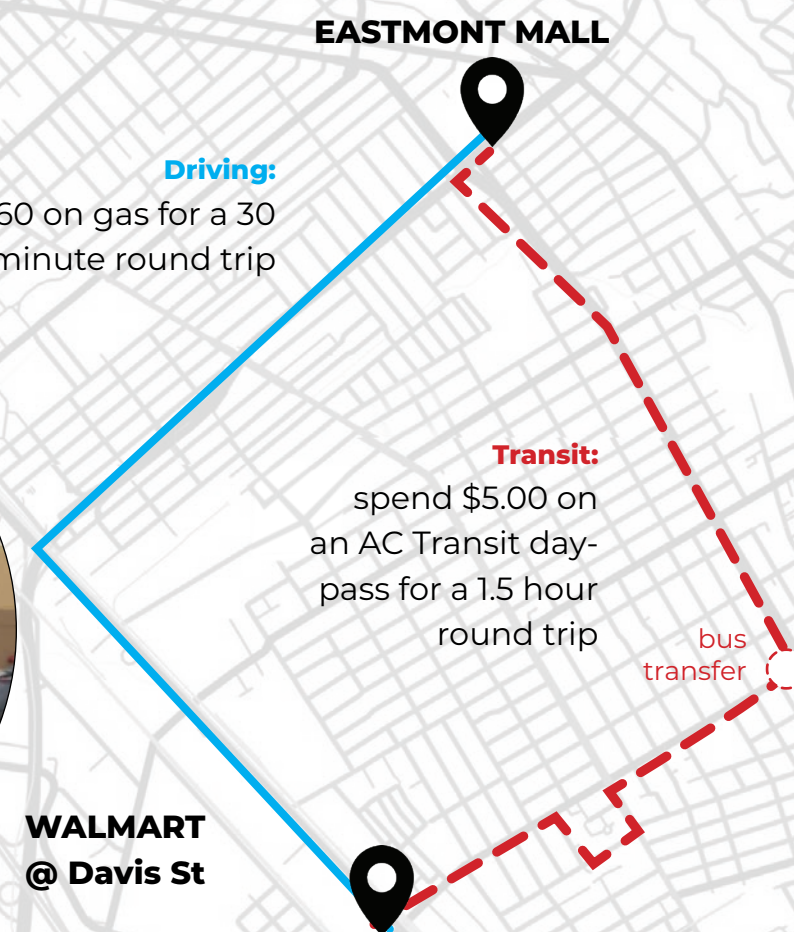 EASTMONT MALL
Driving:
60 on gas for a 30
minute round trip
Transit:
spend $5.00 on
an AC Transit day-
pass for a 1.5 hour
round trip
bus
transfer
WALMART
@ Davis St